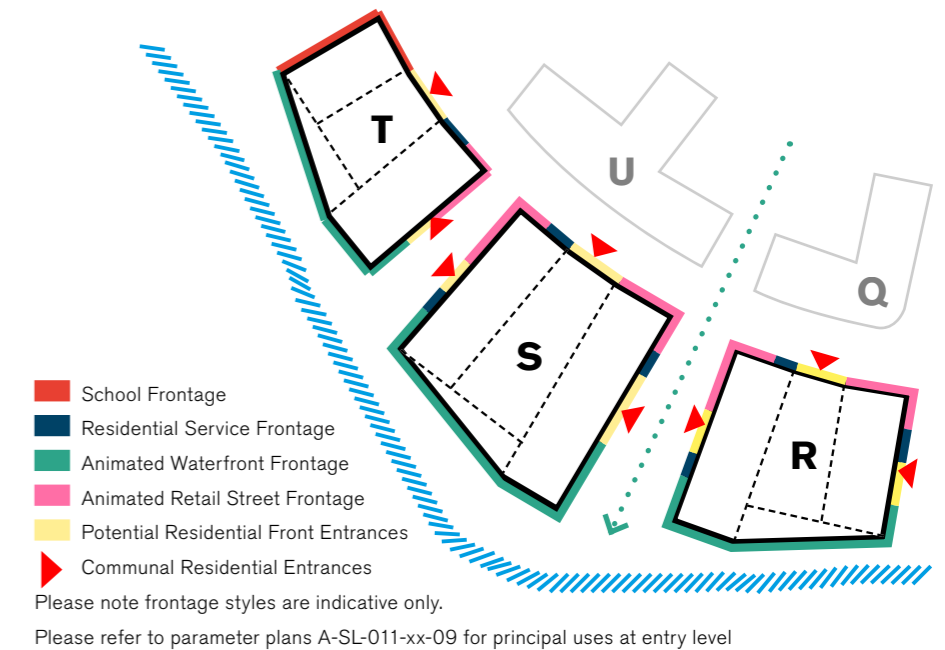 T
U
Q
S
R
School Frontage
Residential Service Frontage
Animated Waterfront Frontage
Animated Retail Street Frontage
Potential Residential Front Entrances
Communal Residential Entrances
Please note frontage styles are indicative only.
Please refer to parameter plans A-SL-011-xx-09 for principal uses at entry level